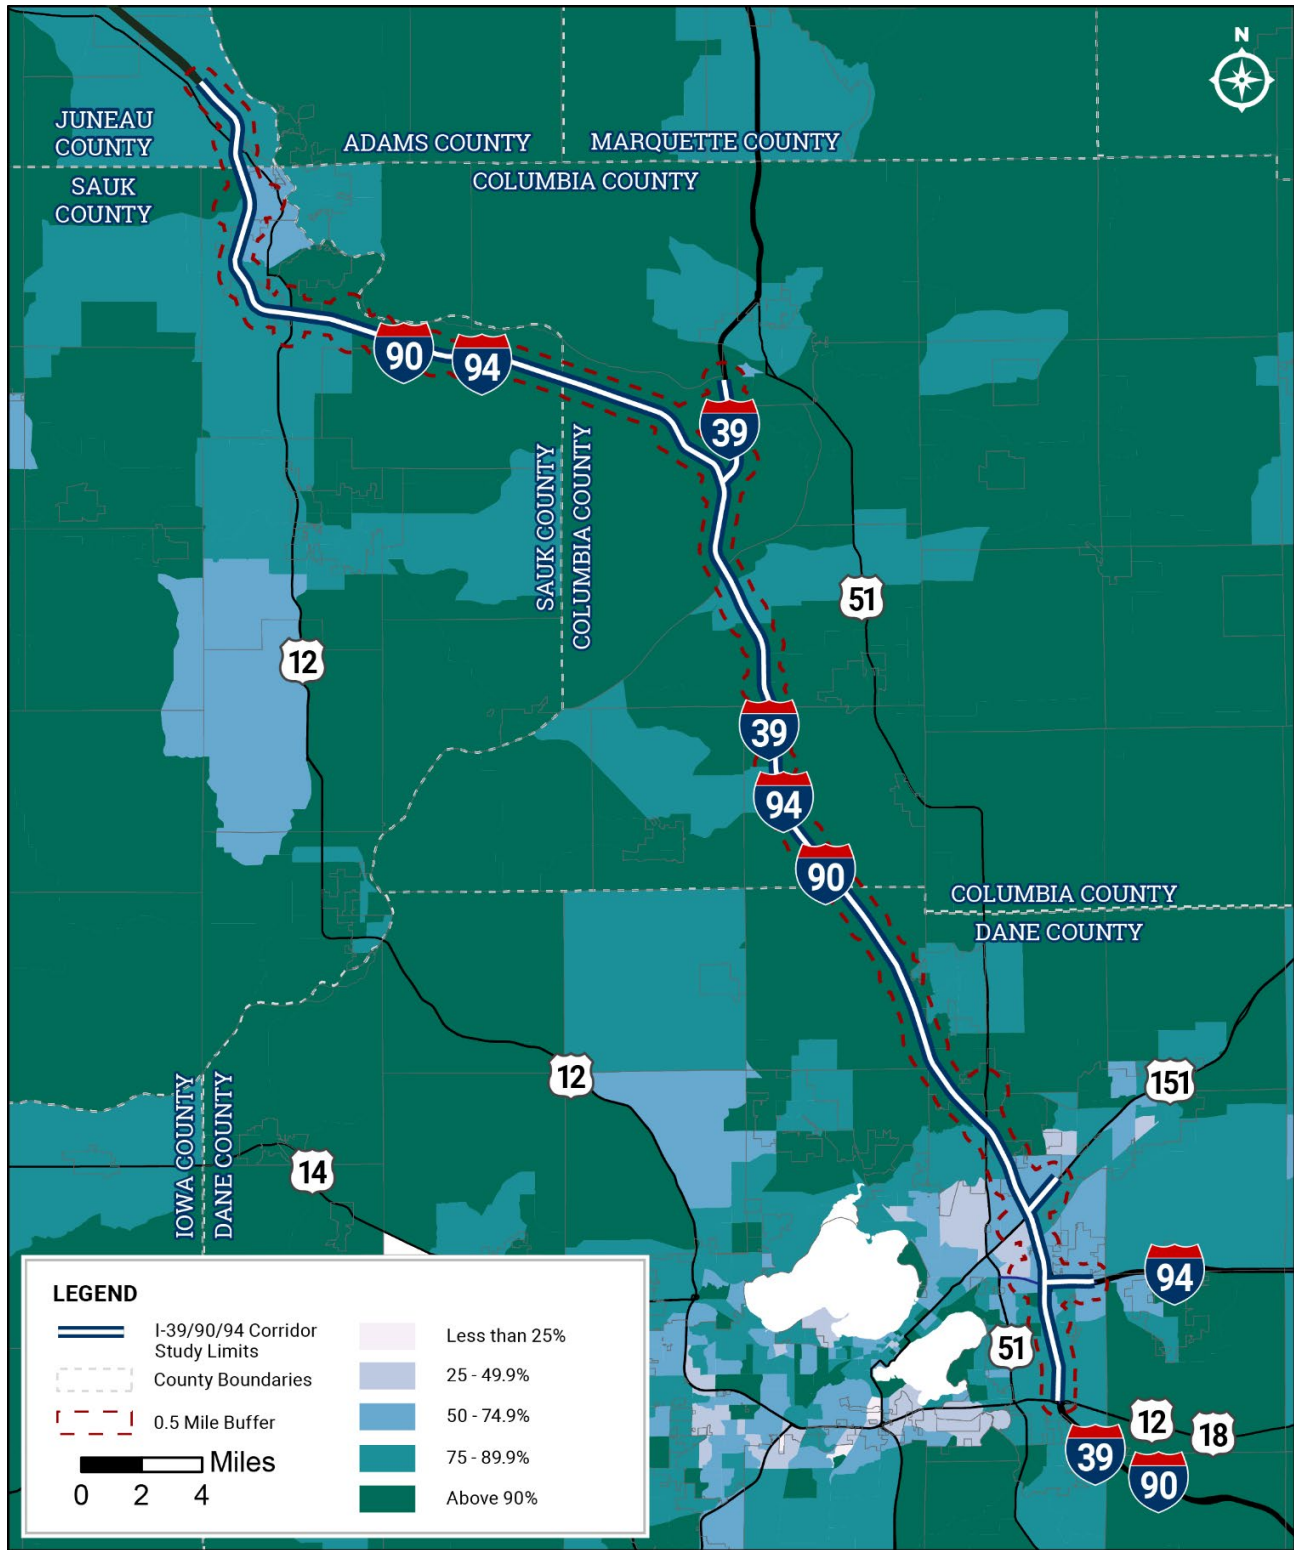 N
JUNEAU
COUNTY
ADAMS COUNTY
MARQUETTE COUNTY
SAUK
COUNTY
COLUMBIA COUNTY
90
94
39
SAUK COUNTY
COLUMBIA COUNTY
51
12
39
94
90
COLUMBIA COUNTY
DANE COUNTY
12
151
IOWA COUNTY
DANE COUNTY
14
94
51
12
18
39
90
LEGEND
I-39/90/94 Corridor
Study Limits
County Boundaries
0.5 Mile Buffer
Miles
0 2 4
Less than 25%
25 - 49.9%
50 - 74.9%
75 - 89.9%
Above 90%